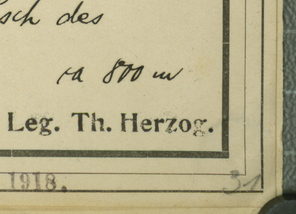 sch des
ca 800 m
Leg. Th. Herzog.
1918.
31